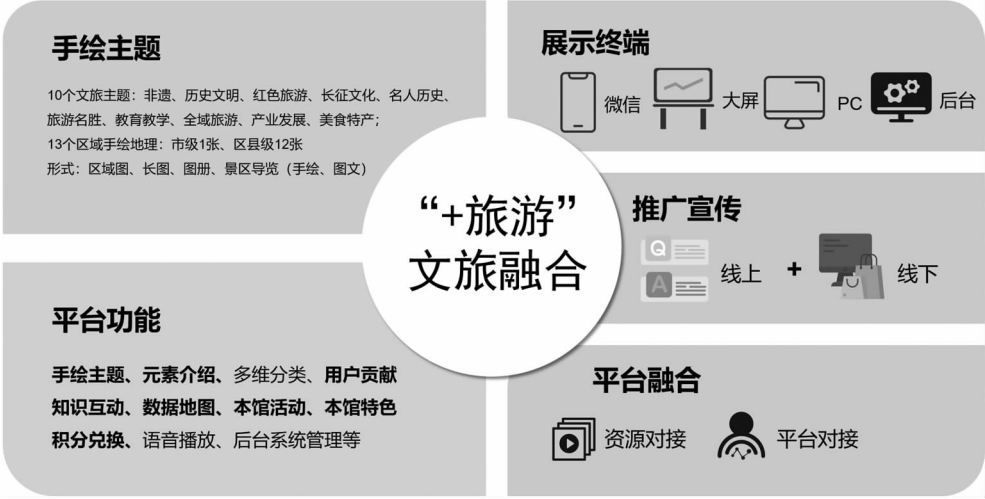 手绘主题
10个文旅主题：非遗、历史文明、红色旅游、长征文化、名人历史、
旅游名胜、教育教学、全域旅游、产业发展、美食特产；
13个区域手绘地理：市级1张、区县级12张
形式：区域图、长图、图册、景区导览（手绘、图文）
展示终端
微信
大屏
PC
后台
“+旅游”
文旅融合
推广宣传
Q
A
线上
+
线下
平台功能
手绘主题、元素介绍、多维分类、用户贡献
知识互动、数据地图、本馆活动、本馆特色
积分兑换、语音播放、后台系统管理等
平台融合
资源对接
平台对接